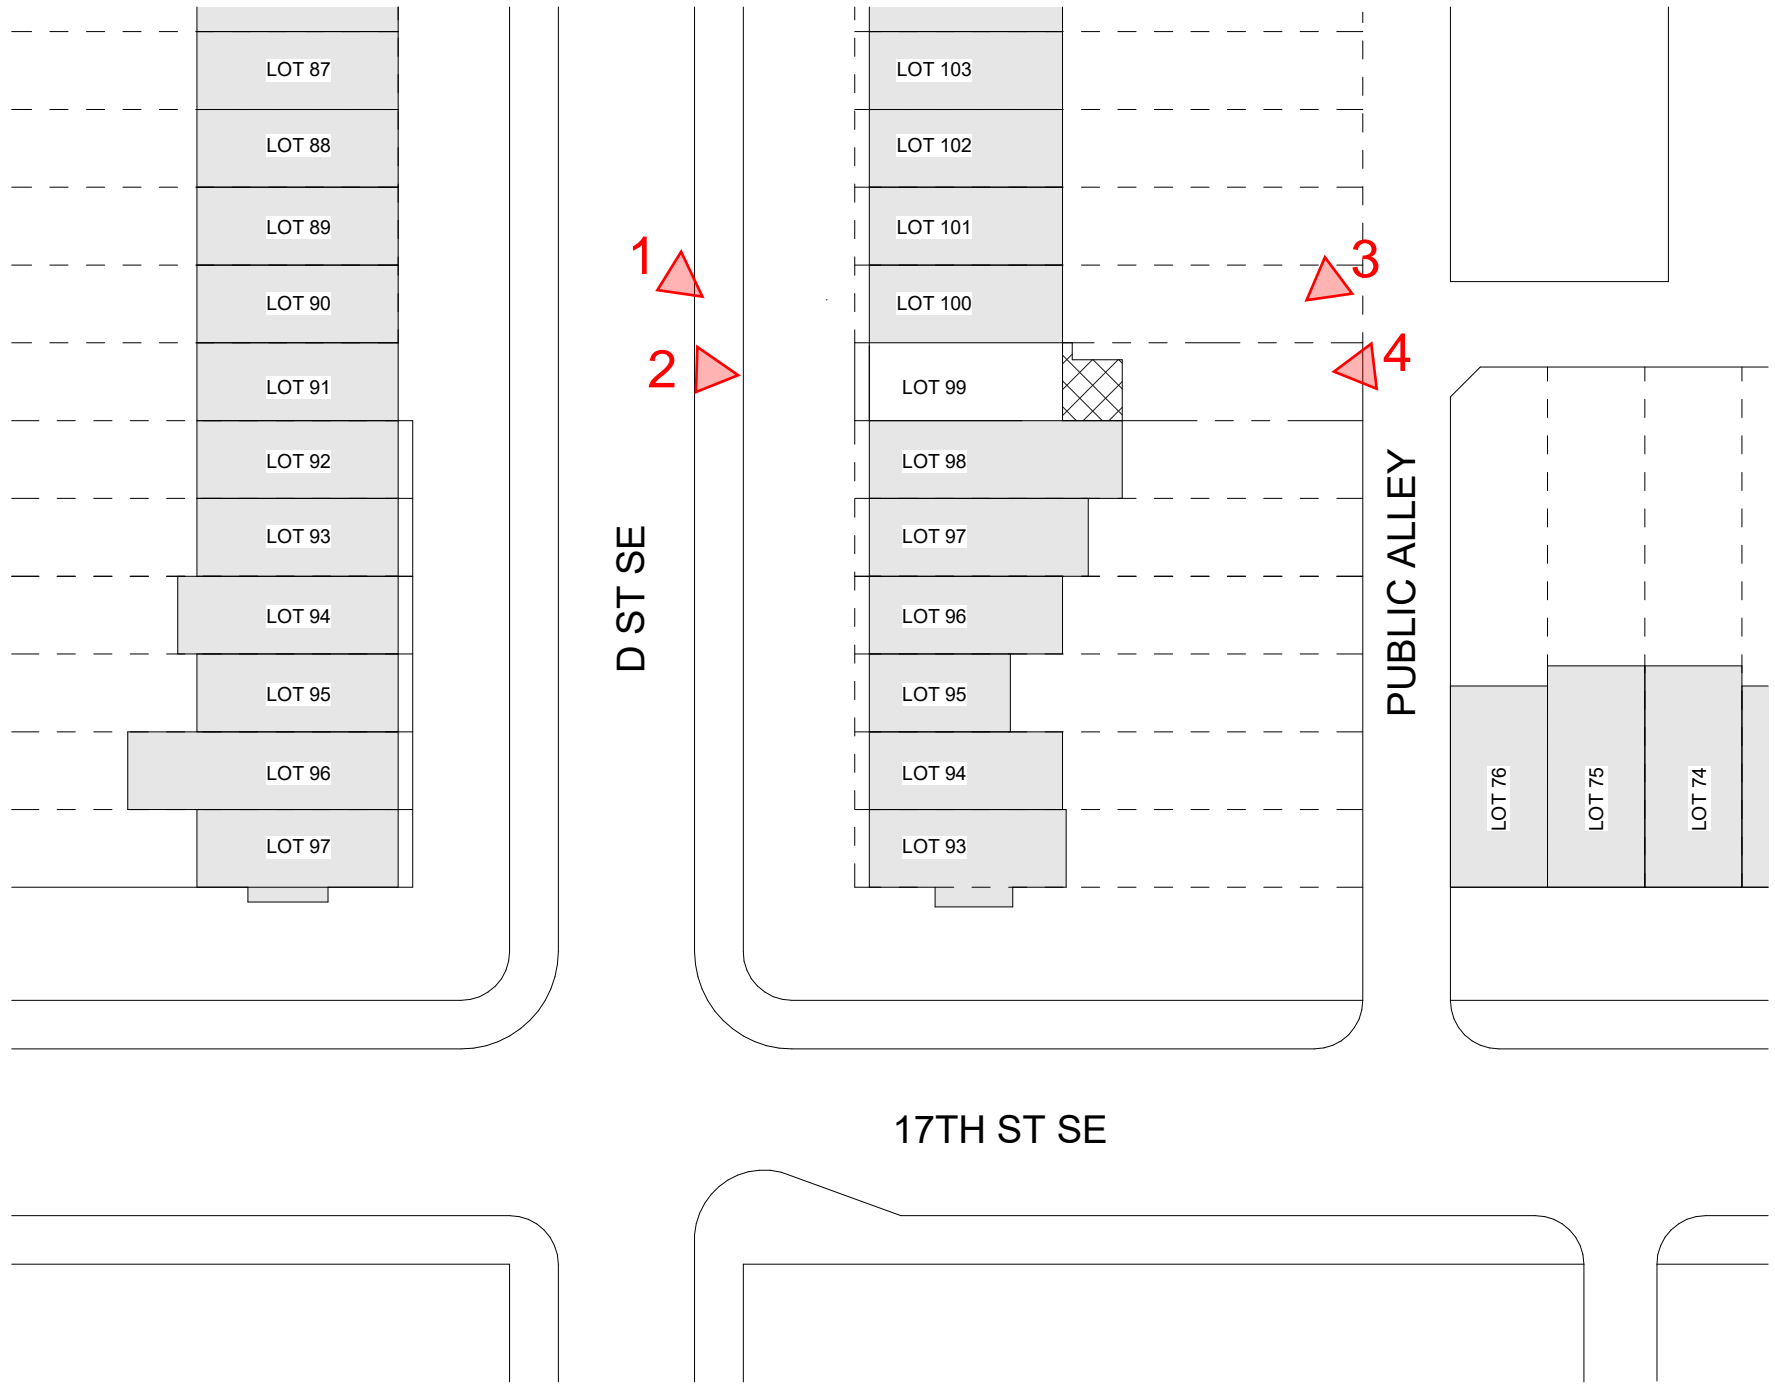 LOT 87
LOT 88
LOT 89
LOT 90
LOT 91
LOT 92
LOT 93
LOT 94
LOT 95
LOT 96
LOT 97
D ST SE
1
2
LOT 103
LOT 102
LOT 101
LOT 100
LOT 99
LOT 98
LOT 97
LOT 96
LOT 95
LOT 94
LOT 93
3
4
PUBLIC ALLEY
LOT 76
LOT 75
LOT 74
17TH ST SE